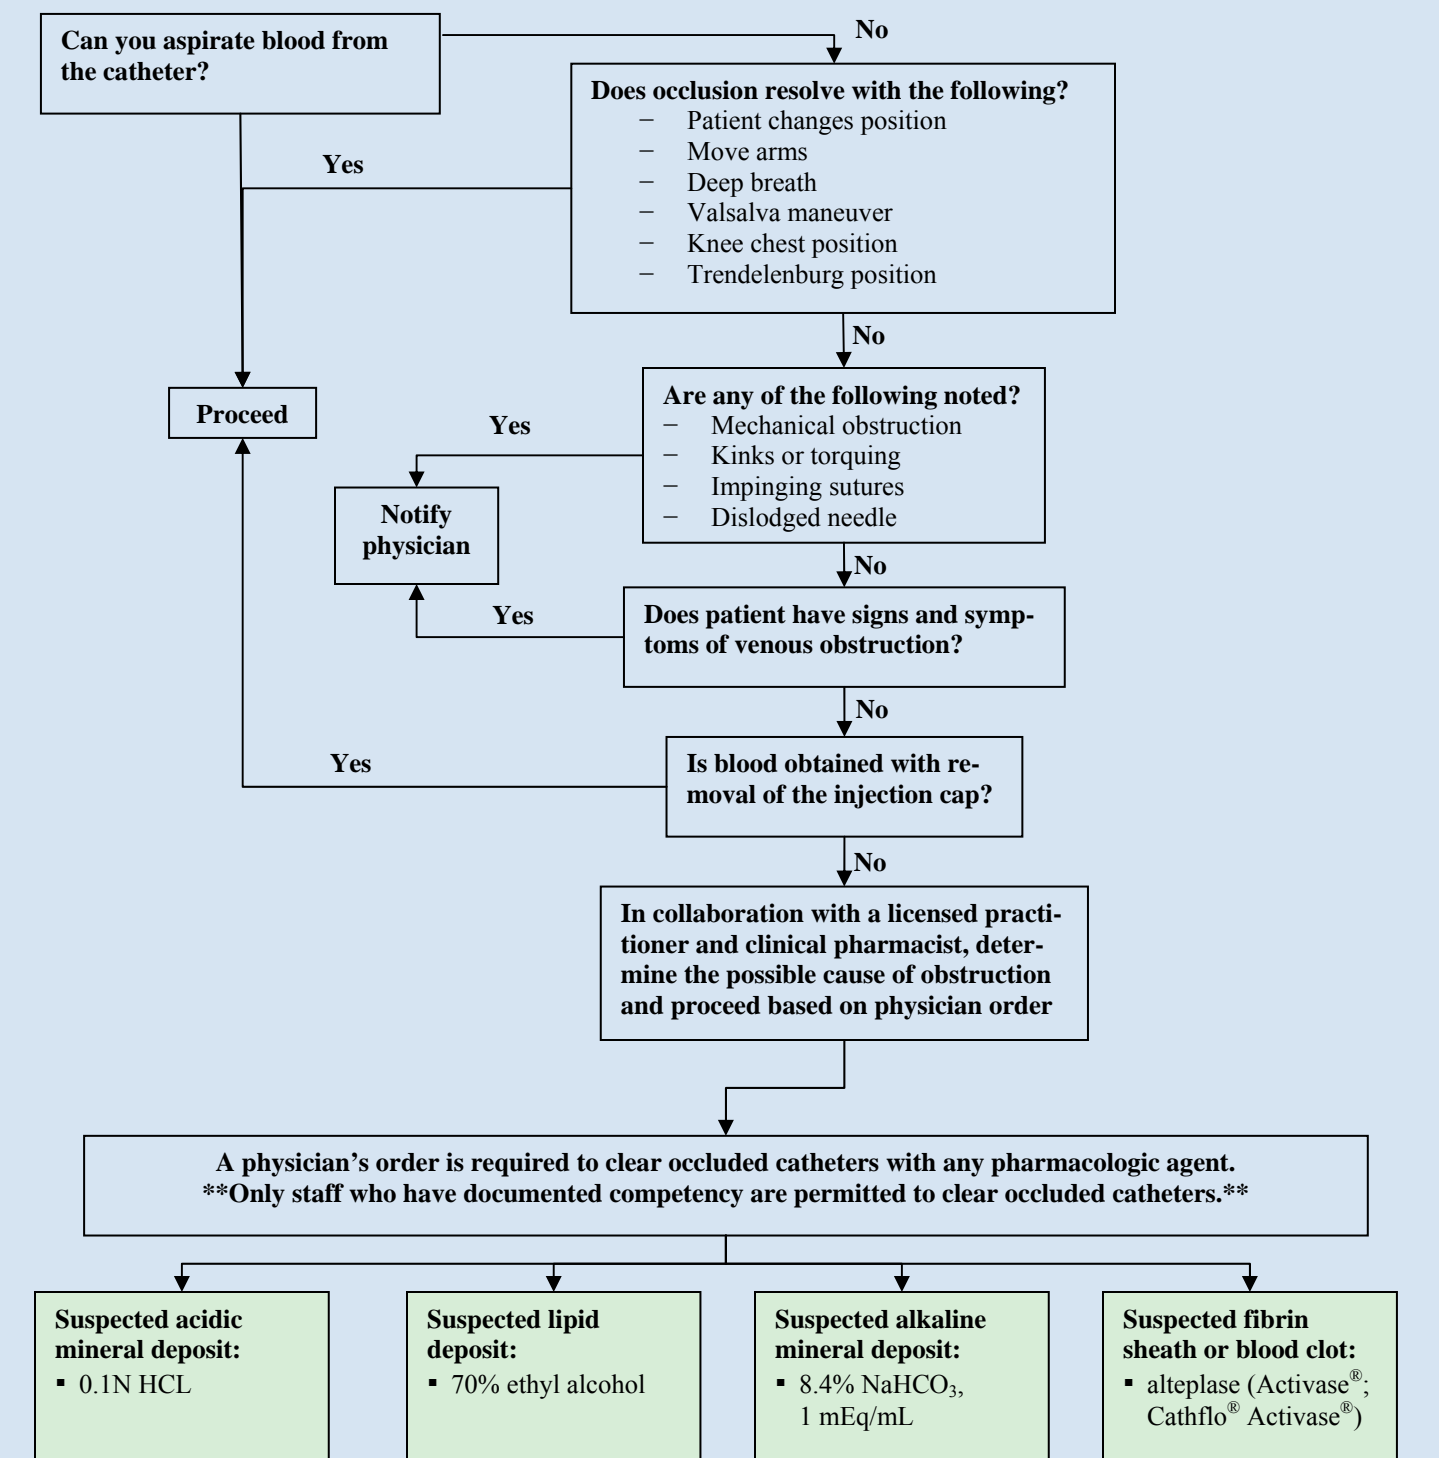 Can you aspirate blood from
the catheter?
No
Does occlusion resolve with the following?
– Patient changes position
– Move arms
– Deep breath
– Valsalva maneuver
– Knee chest position
– Trendelenburg position
Yes
No
Proceed
Are any of the following noted?
– Mechanical obstruction
– Kinks or torquing
– Impinging sutures
– Dislodged needle
Yes
Notify
physician
No
Does patient have signs and symp-
toms of venous obstruction?
Yes
No
Is blood obtained with re-
moval of the injection cap?
Yes
No
In collaboration with a licensed practi-
tioner and clinical pharmacist, deter-
mine the possible cause of obstruction
and proceed based on physician order
A physician’s order is required to clear occluded catheters with any pharmacologic agent.
**Only staff who have documented competency are permitted to clear occluded catheters.**
Suspected acidic
mineral deposit:
▪ 0.1N HCL
Suspected lipid
deposit:
▪ 70% ethyl alcohol
Suspected alkaline
mineral deposit:
▪ 8.4% NaHCO₃,
1 mEq/mL
Suspected fibrin
sheath or blood clot:
▪ alteplase (Activase®;
Cathflo® Activase®)